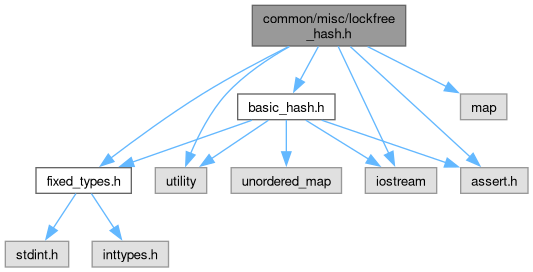 common/misc/lockfree
_hash.h
basic_hash.h
map
fixed_types.h
utility
unordered_map
iostream
assert.h
stdint.h
inttypes.h